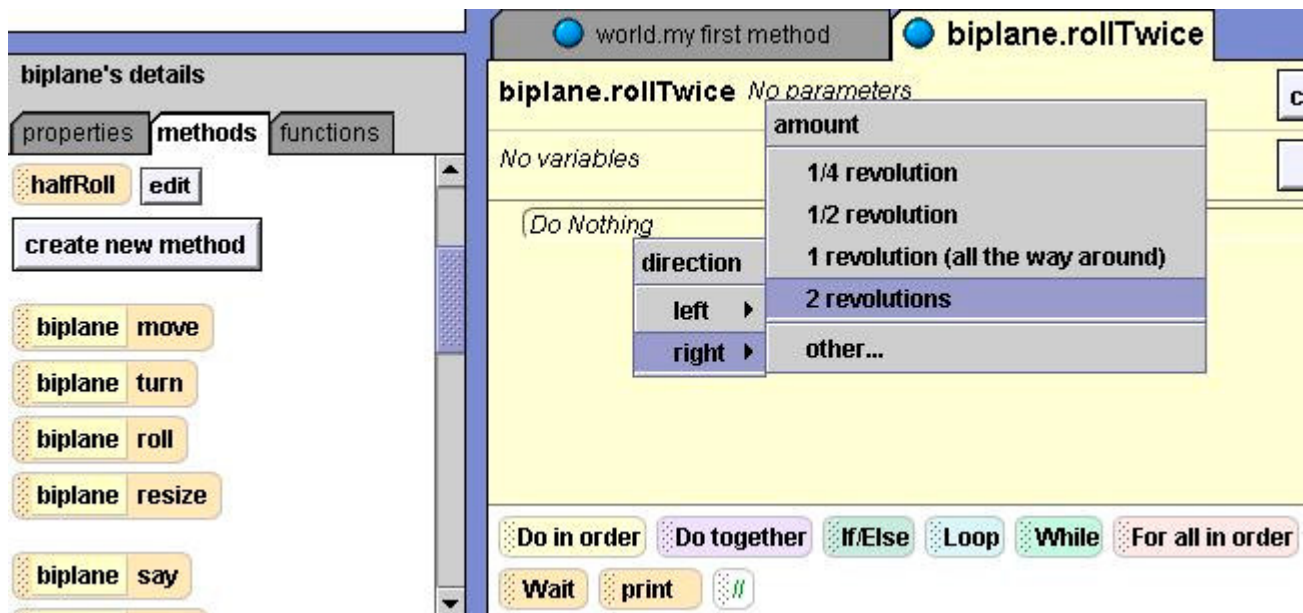 world.my first method
biplane.rollTwice
biplane's details
properties methods functions
halfRoll edit
create new method
biplane move
biplane turn
biplane roll
biplane resize
biplane say
biplane.rollTwice No parameters
c
No variables
Do Nothing
direction
left
right
amount
1/4 revolution
1/2 revolution
1 revolution (all the way around)
2 revolutions
other...
Do in order Do together If/Else Loop While For all in order
Wait print //